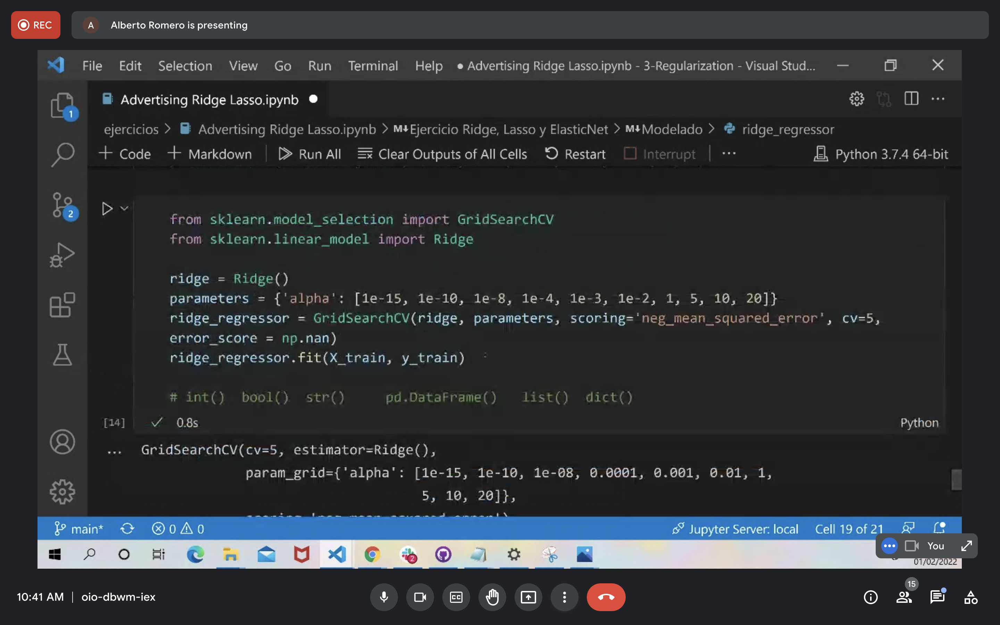 REC
A
Alberto Romero is presenting
File Edit Selection View Go Run Terminal Help ● Advertising Ridge Lasso.ipynb - 3-Regularization - Visual Stud...
1
Advertising Ridge Lasso.ipynb ●
ejercicios > Advertising Ridge Lasso.ipynb > M↓Ejercicio Ridge, Lasso y ElasticNet > M↓Modelado > ridge_regressor
+ Code + Markdown | Run All Clear Outputs of All Cells Restart Interrupt | ··· Python 3.7.4 64-bit
2
from sklearn.model_selection import GridSearchCV
from sklearn.linear_model import Ridge
ridge = Ridge()
parameters = {'alpha': [1e-15, 1e-10, 1e-8, 1e-4, 1e-3, 1e-2, 1, 5, 10, 20]}
ridge_regressor = GridSearchCV(ridge, parameters, scoring='neg_mean_squared_error', cv=5,
error_score = np.nan)
ridge_regressor.fit(X_train, y_train)
# int() bool() str() pd.DataFrame() list() dict()
[14] ✓ 0.8s Python
... GridSearchCV(cv=5, estimator=Ridge(),
param_grid={'alpha': [1e-15, 1e-10, 1e-08, 0.0001, 0.001, 0.01, 1,
5, 10, 20]},
scoring='neg_mean_squared_error')
main* 0 0 Jupyter Server: local Cell 19 of 21
2
You
01/02/2022
10:41 AM | oio-dbwm-iex
CC
15